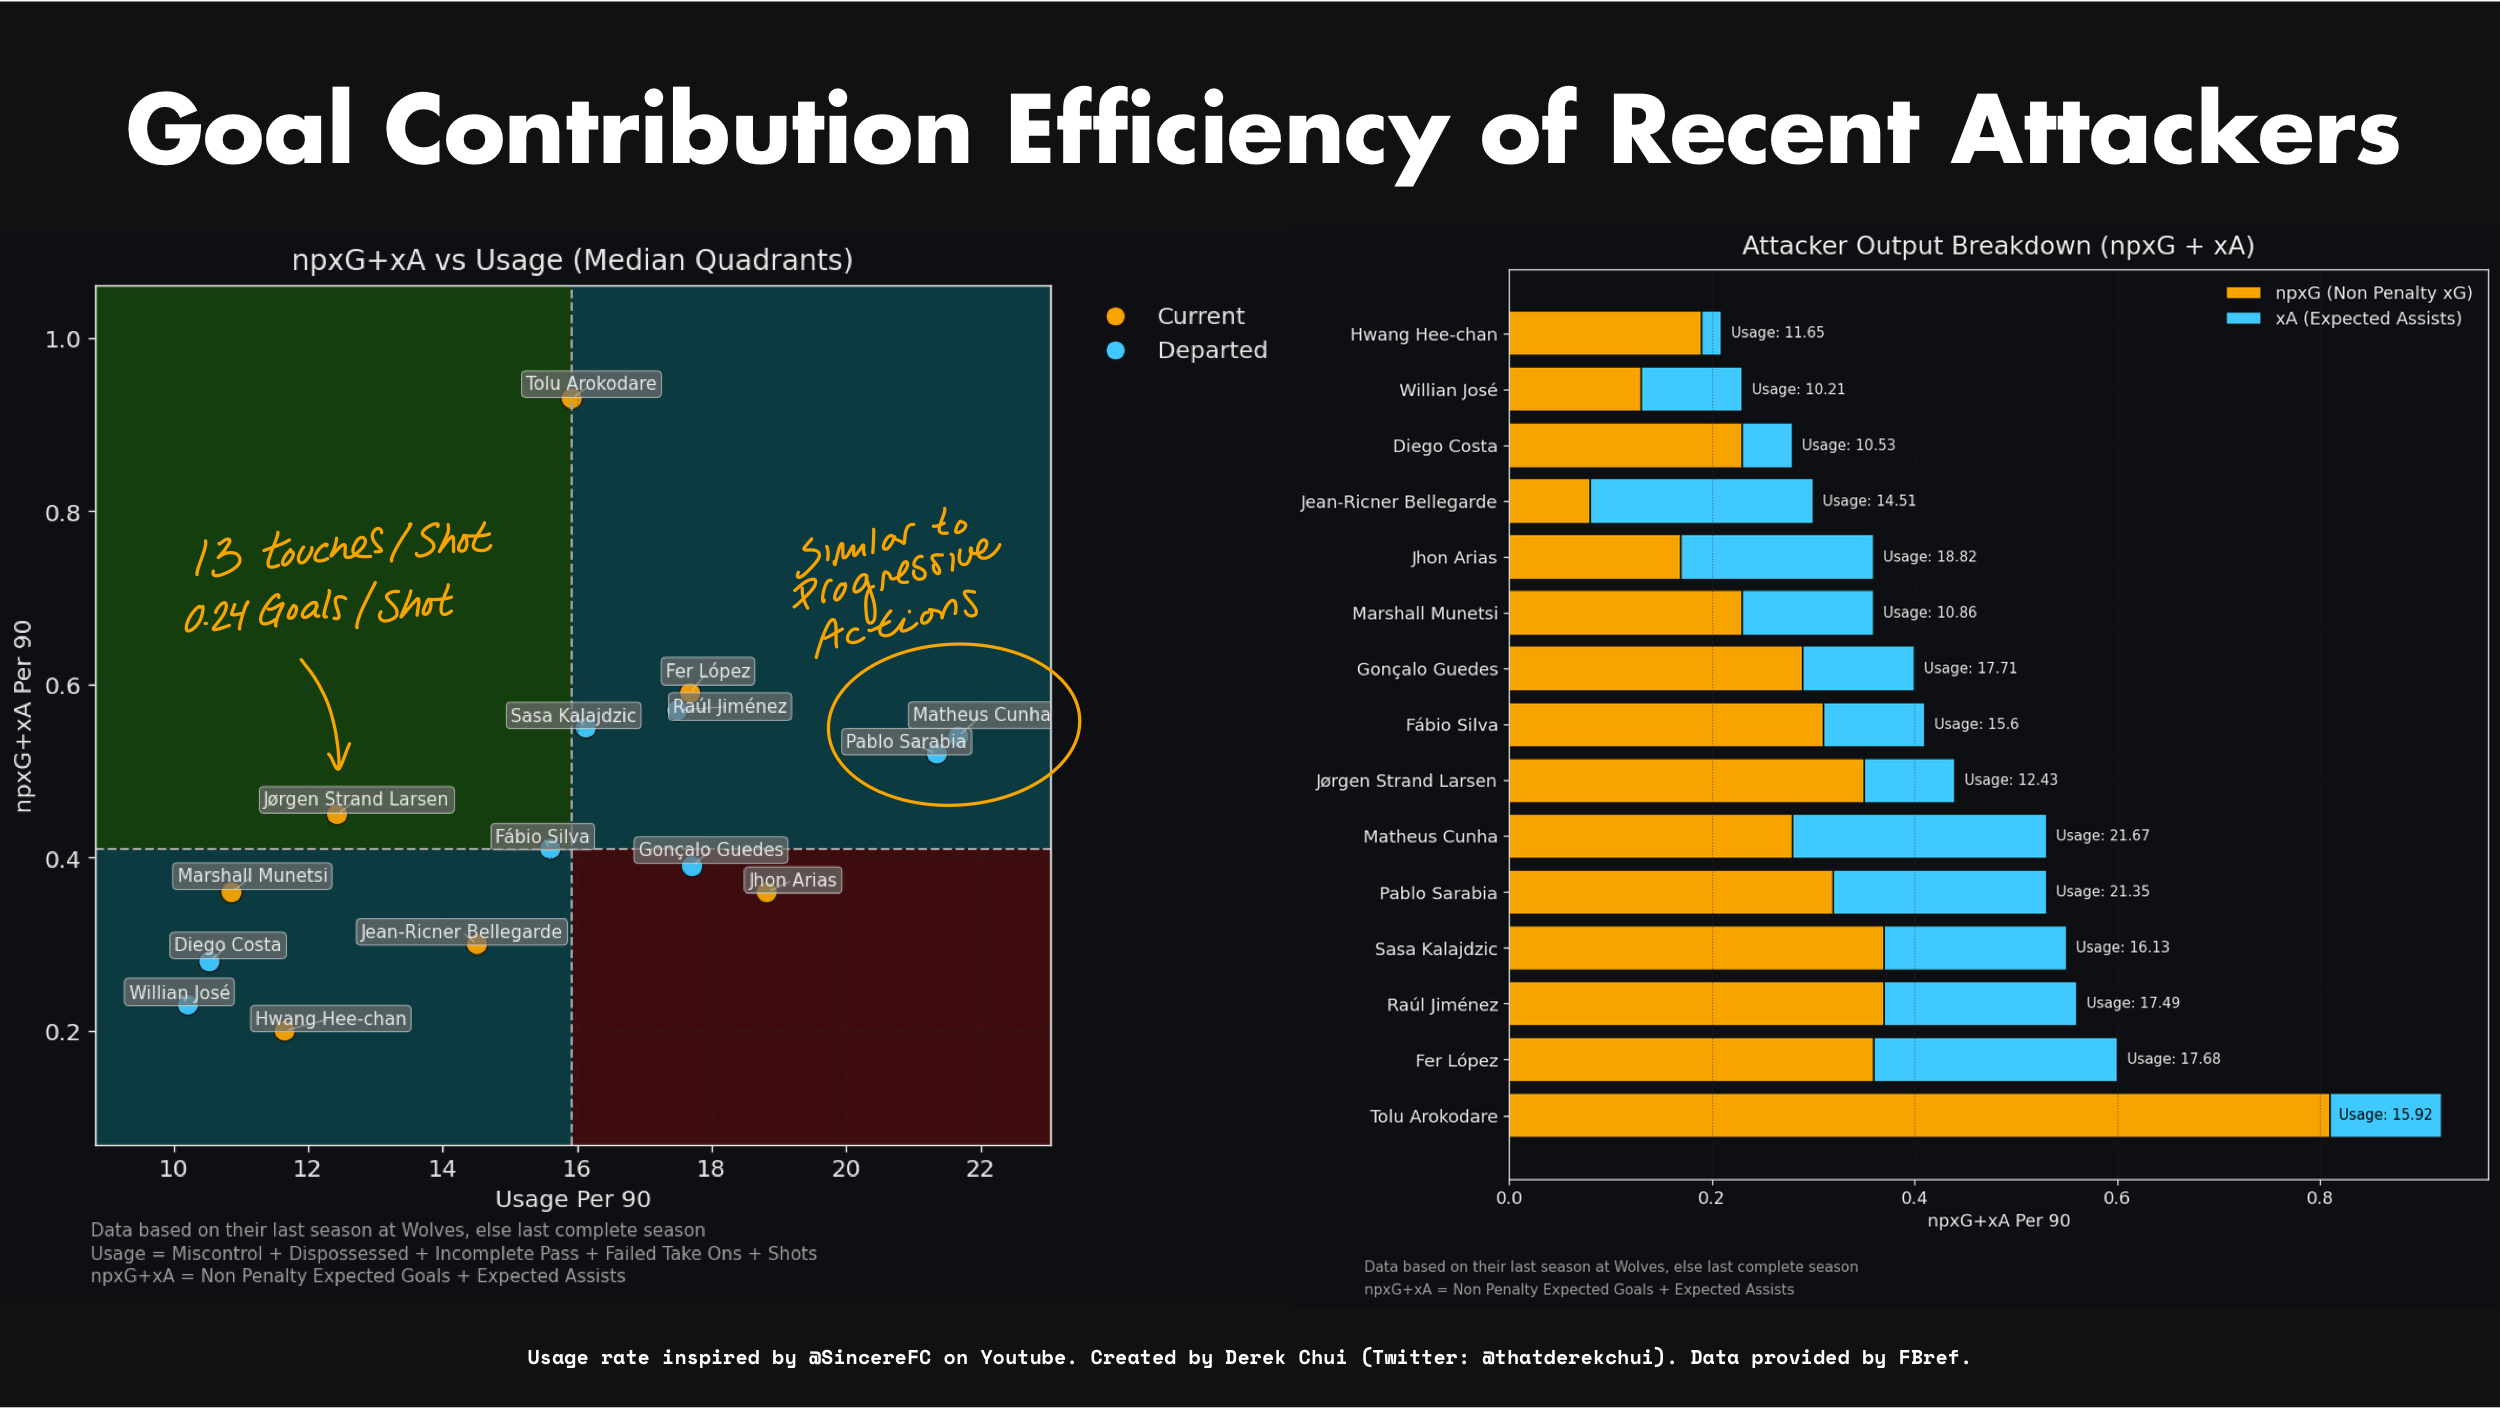 Goal Contribution Efficiency of Recent Attackers
npxG+xA vs Usage (Median Quadrants)
Current
Departed
npxG+xA Per 90
1.0
0.8
0.6
0.4
0.2
Tolu Arokodare
13 touches/Shot
0.24 Goals/Shot
Similar to
Progressive
Actions
Fer López
Raúl Jiménez
Sasa Kalajdzic
Matheus Cunha
Pablo Sarabia
Jørgen Strand Larsen
Fábio Silva
Gonçalo Guedes
Marshall Munetsi
Jhon Arias
Jean-Ricner Bellegarde
Diego Costa
Willian José
Hwang Hee-chan
10 12 14 16 18 20 22
Usage Per 90
Data based on their last season at Wolves, else last complete season
Usage = Miscontrol + Dispossessed + Incomplete Pass + Failed Take Ons + Shots
npxG+xA = Non Penalty Expected Goals + Expected Assists
Attacker Output Breakdown (npxG + xA)
npxG (Non Penalty xG)
xA (Expected Assists)
Hwang Hee-chan Usage: 11.65
Willian José Usage: 10.21
Diego Costa Usage: 10.53
Jean-Ricner Bellegarde Usage: 14.51
Jhon Arias Usage: 18.82
Marshall Munetsi Usage: 10.86
Gonçalo Guedes Usage: 17.71
Fábio Silva Usage: 15.6
Jørgen Strand Larsen Usage: 12.43
Matheus Cunha Usage: 21.67
Pablo Sarabia Usage: 21.35
Sasa Kalajdzic Usage: 16.13
Raúl Jiménez Usage: 17.49
Fer López Usage: 17.68
Tolu Arokodare Usage: 15.92
0.0 0.2 0.4 0.6 0.8
npxG+xA Per 90
Data based on their last season at Wolves, else last complete season
npxG+xA = Non Penalty Expected Goals + Expected Assists
Usage rate inspired by @SincereFC on Youtube. Created by Derek Chui (Twitter: @thatderekchui). Data provided by FBref.